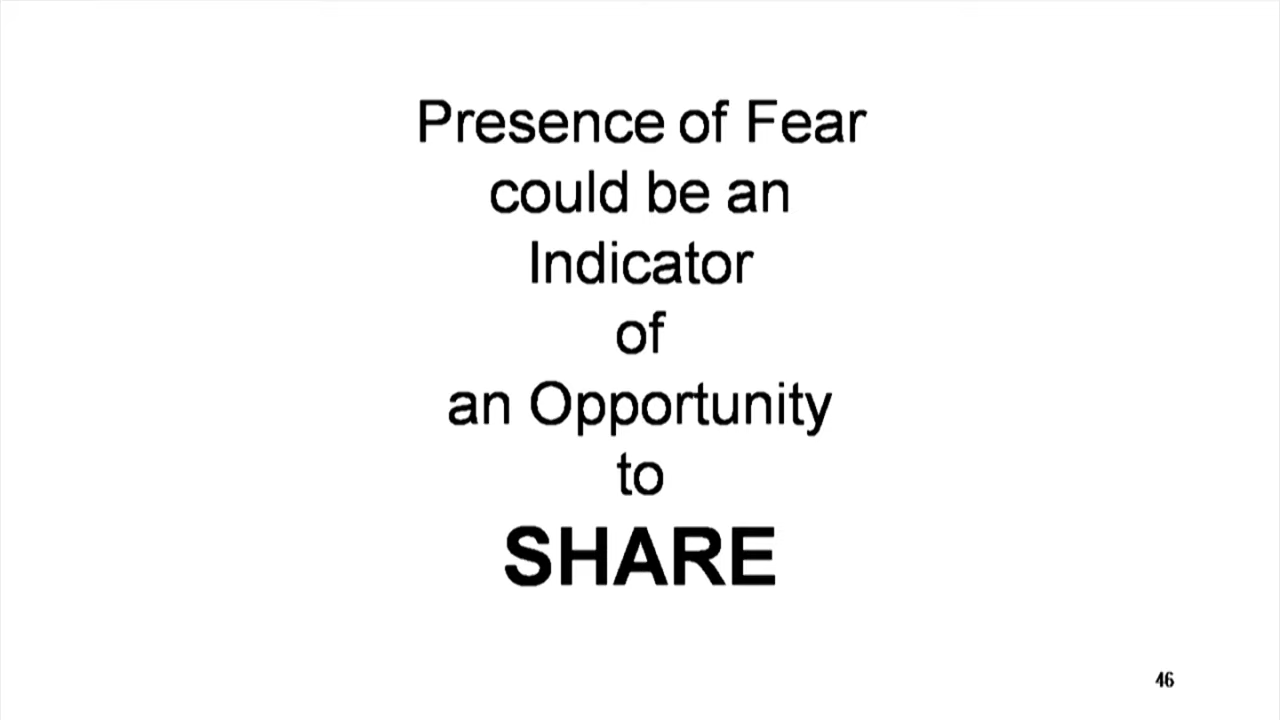 Presence of Fear
could be an
Indicator
of
an Opportunity
to
SHARE
46